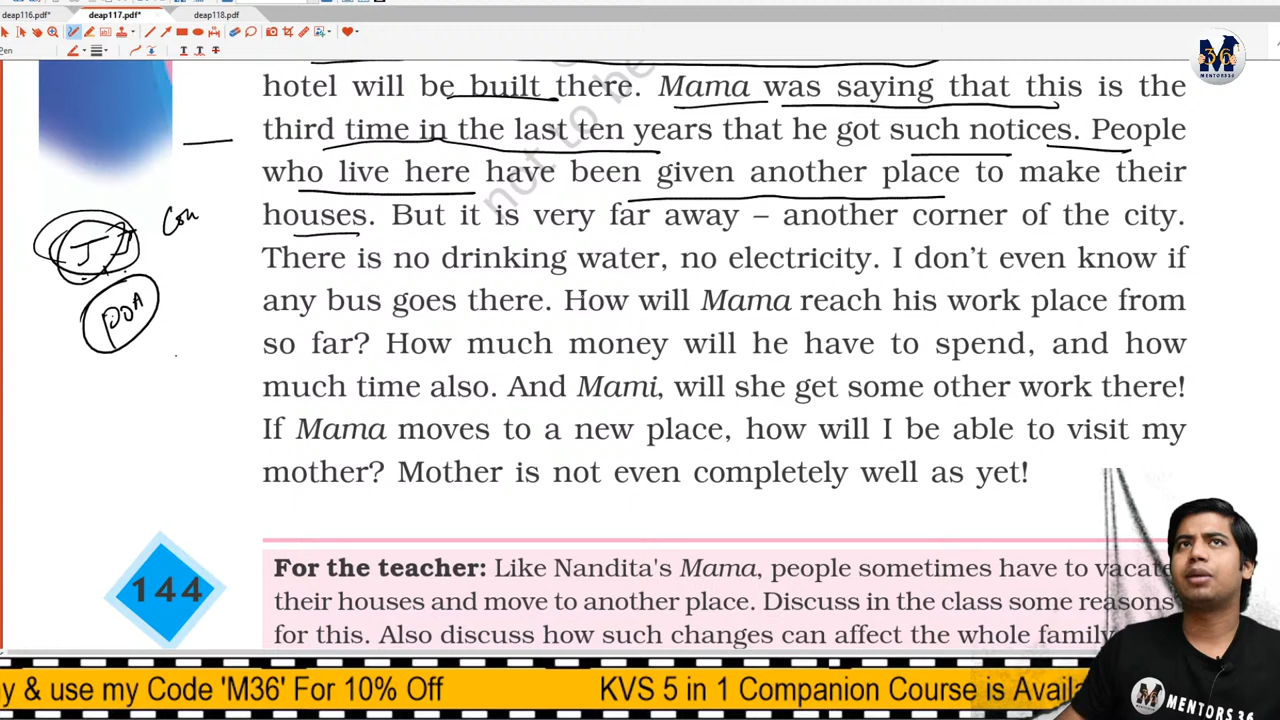 deap116.pdf* deap117.pdf* deap118.pdf
Pen
M
36
MENTORS36
hotel will be built there. Mama was saying that this is the
third time in the last ten years that he got such notices. People
who live here have been given another place to make their
houses. But it is very far away – another corner of the city.
There is no drinking water, no electricity. I don't even know if
any bus goes there. How will Mama reach his work place from
so far? How much money will he have to spend, and how
much time also. And Mami, will she get some other work there!
If Mama moves to a new place, how will I be able to visit my
mother? Mother is not even completely well as yet!
not to be
J
144
For the teacher: Like Nandita's Mama, people sometimes have to vacate
their houses and move to another place. Discuss in the class some reasons
for this. Also discuss how such changes can affect the whole family
MENTORS36
y & use my Code 'M36' For 10% Off KVS 5 in 1 Companion Course is Availa